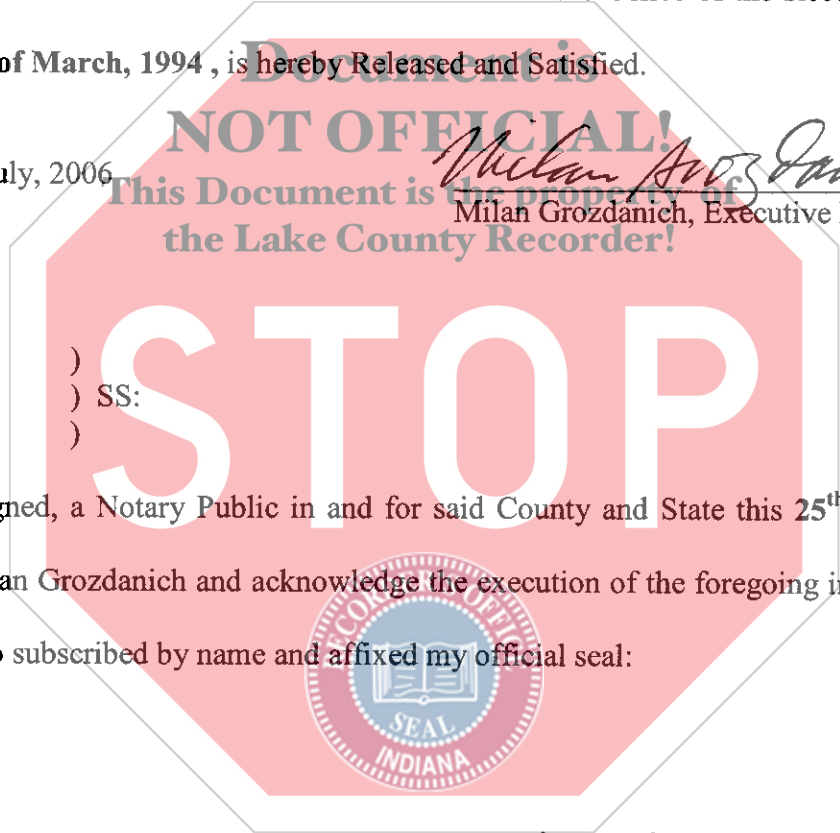 of March, 1994 , is hereby Released and Satisfied.
Document is
NOT OFFICIAL!
uly, 2006
This Document is the property of
Milan Grozdanich, Executive
the Lake County Recorder!
STOP
)
) SS:
)
gned, a Notary Public in and for said County and State this 25th
an Grozdanich and acknowledge the execution of the foregoing in
o subscribed by name and affixed my official seal:
RECORDER OFFIC
SEAL
INDIANA